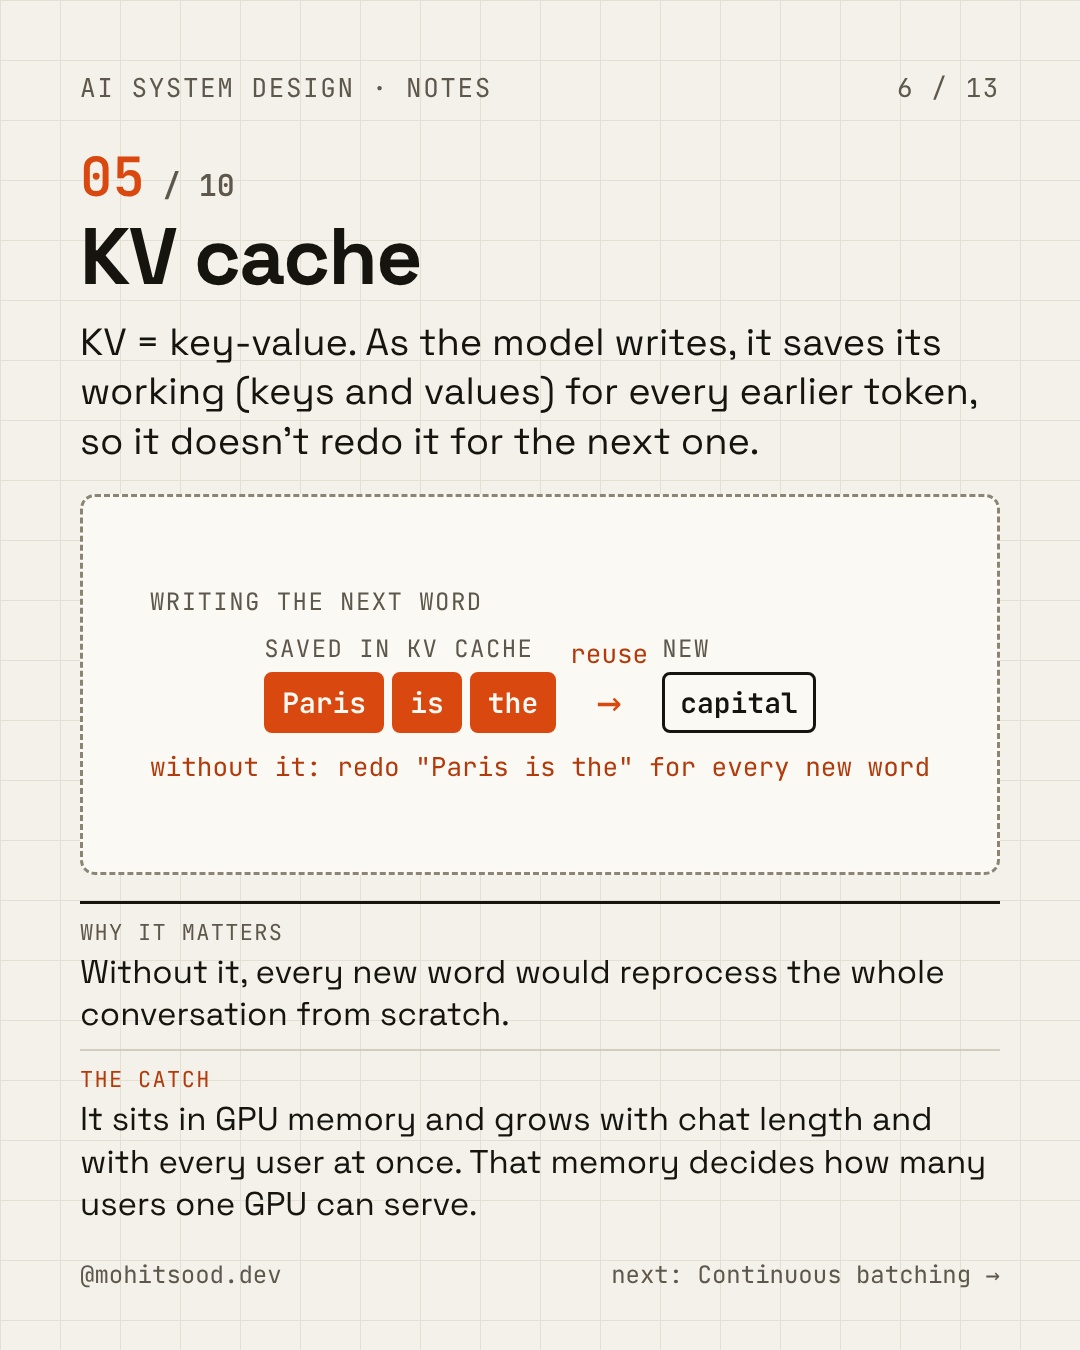 AI SYSTEM DESIGN · NOTES
6 / 13
05 / 10
KV cache
KV = key-value. As the model writes, it saves its
working (keys and values) for every earlier token,
so it doesn’t redo it for the next one.
WRITING THE NEXT WORD
SAVED IN KV CACHE
reuse
NEW
Paris is the → capital
without it: redo "Paris is the" for every new word
WHY IT MATTERS
Without it, every new word would reprocess the whole
conversation from scratch.
THE CATCH
It sits in GPU memory and grows with chat length and
with every user at once. That memory decides how many
users one GPU can serve.
@mohitsood.dev
next: Continuous batching →